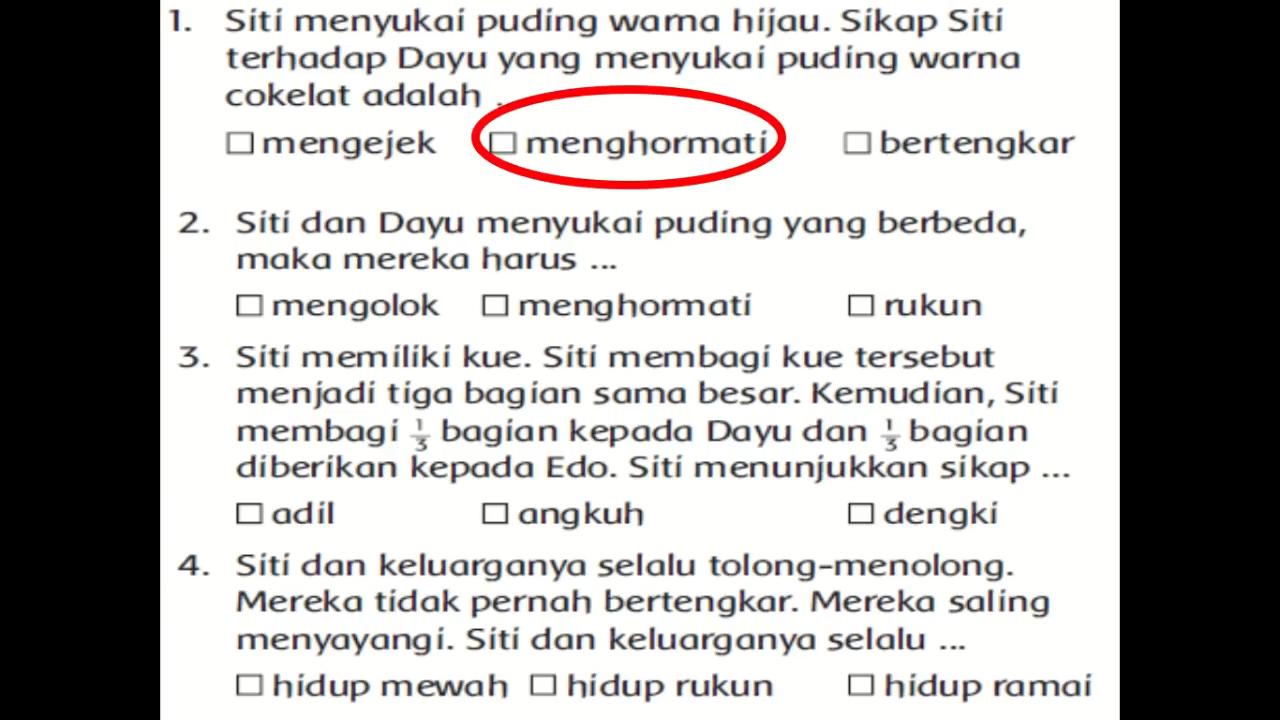 1. Siti menyukai puding warna hijau. Sikap Siti
terhadap Dayu yang menyukai puding warna
cokelat adalah .
□ mengejek □ menghormati □ bertengkar
2. Siti dan Dayu menyukai puding yang berbeda,
maka mereka harus ...
□ mengolok □ menghormati □ rukun
3. Siti memiliki kue. Siti membagi kue tersebut
menjadi tiga bagian sama besar. Kemudian, Siti
membagi 1/3 bagian kepada Dayu dan 1/3 bagian
diberikan kepada Edo. Siti menunjukkan sikap ...
□ adil □ angkuh □ dengki
4. Siti dan keluarganya selalu tolong-menolong.
Mereka tidak pernah bertengkar. Mereka saling
menyayangi. Siti dan keluarganya selalu ...
□ hidup mewah □ hidup rukun □ hidup ramai